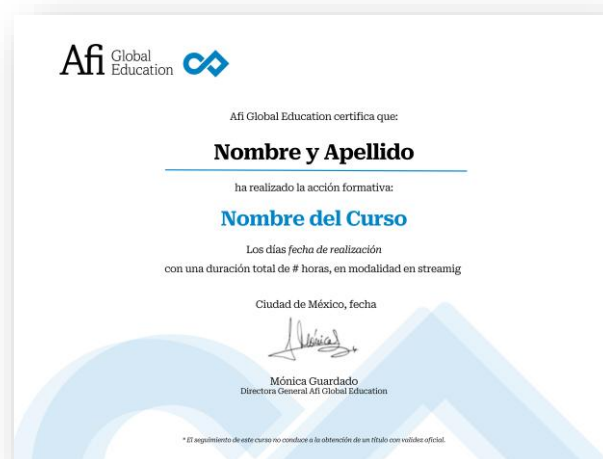 Afi Global
Education
Afi Global Education certifica que:
Nombre y Apellido
ha realizado la acción formativa:
Nombre del Curso
Los días fecha de realización
con una duración total de # horas, en modalidad en streamig
Ciudad de México, fecha
Mónica
Mónica Guardado
Directora General Afi Global Education
* El seguimiento de este curso no conduce a la obtención de un título con validez oficial.